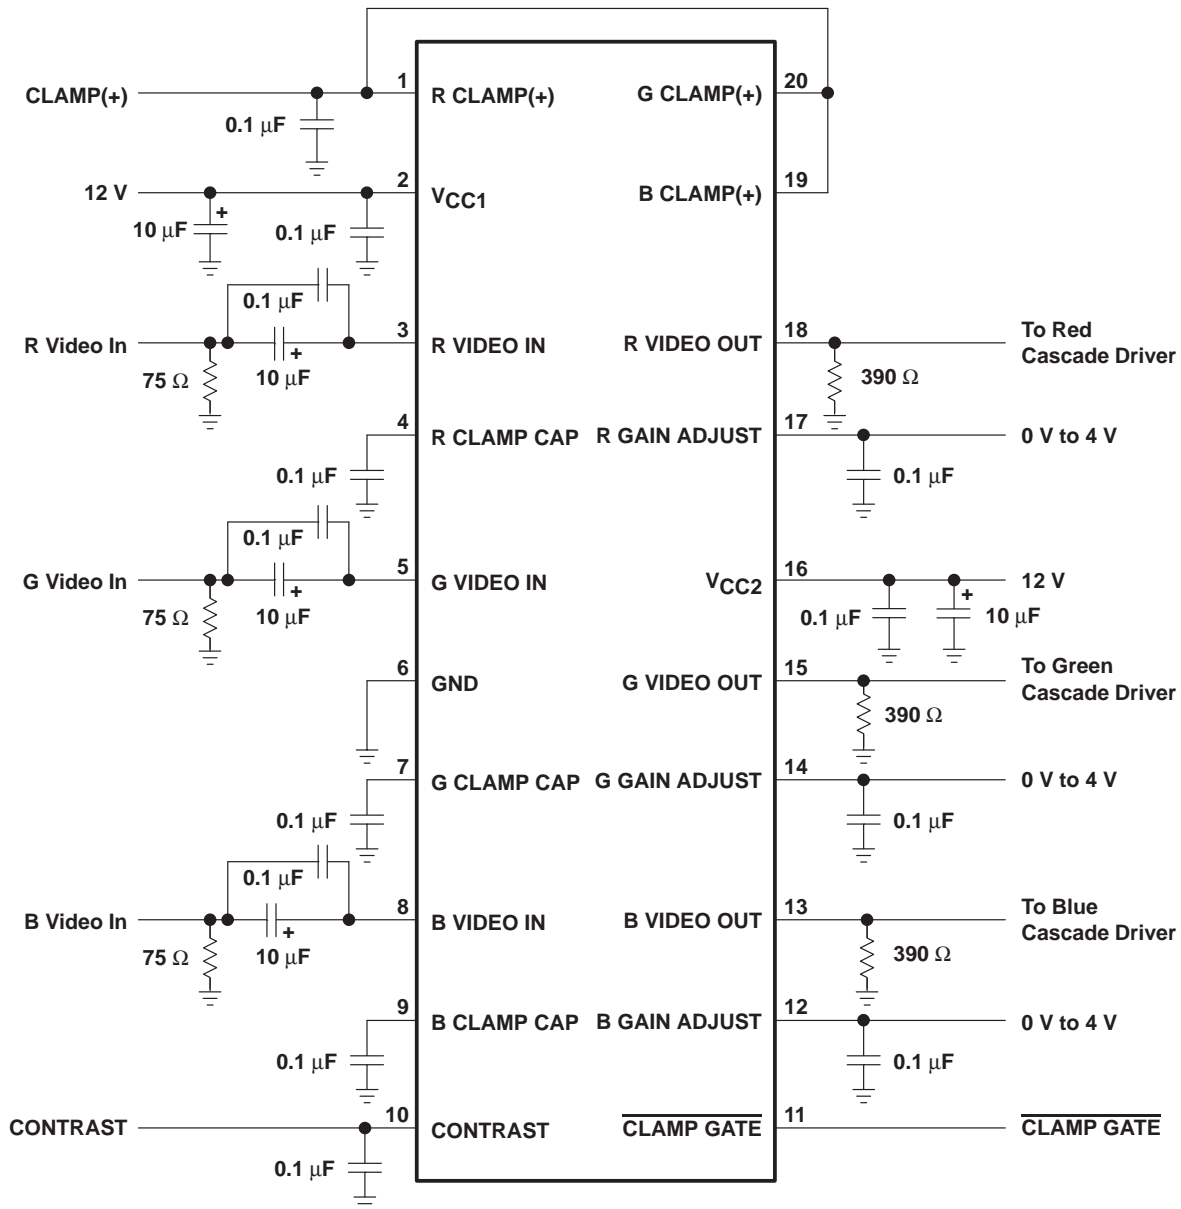 1
20
CLAMP(+)
R CLAMP(+)
G CLAMP(+)
0.1 μF
2
19
12 V
VCC1
B CLAMP(+)
+
10 μF
0.1 μF
0.1 μF
3
18
To Red
Cascade Driver
R Video In
R VIDEO IN
R VIDEO OUT
+
75 Ω
10 μF
390 Ω
4
17
R CLAMP CAP
R GAIN ADJUST
0 V to 4 V
0.1 μF
0.1 μF
0.1 μF
5
16
G Video In
G VIDEO IN
VCC2
12 V
+
+
75 Ω
10 μF
0.1 μF
10 μF
6
15
To Green
Cascade Driver
GND
G VIDEO OUT
390 Ω
7
14
G CLAMP CAP
G GAIN ADJUST
0 V to 4 V
0.1 μF
0.1 μF
0.1 μF
8
13
To Blue
Cascade Driver
B Video In
B VIDEO IN
B VIDEO OUT
+
75 Ω
10 μF
390 Ω
9
12
B CLAMP CAP
B GAIN ADJUST
0 V to 4 V
0.1 μF
0.1 μF
10
11
CONTRAST
CONTRAST
CLAMP GATE
CLAMP GATE
0.1 μF